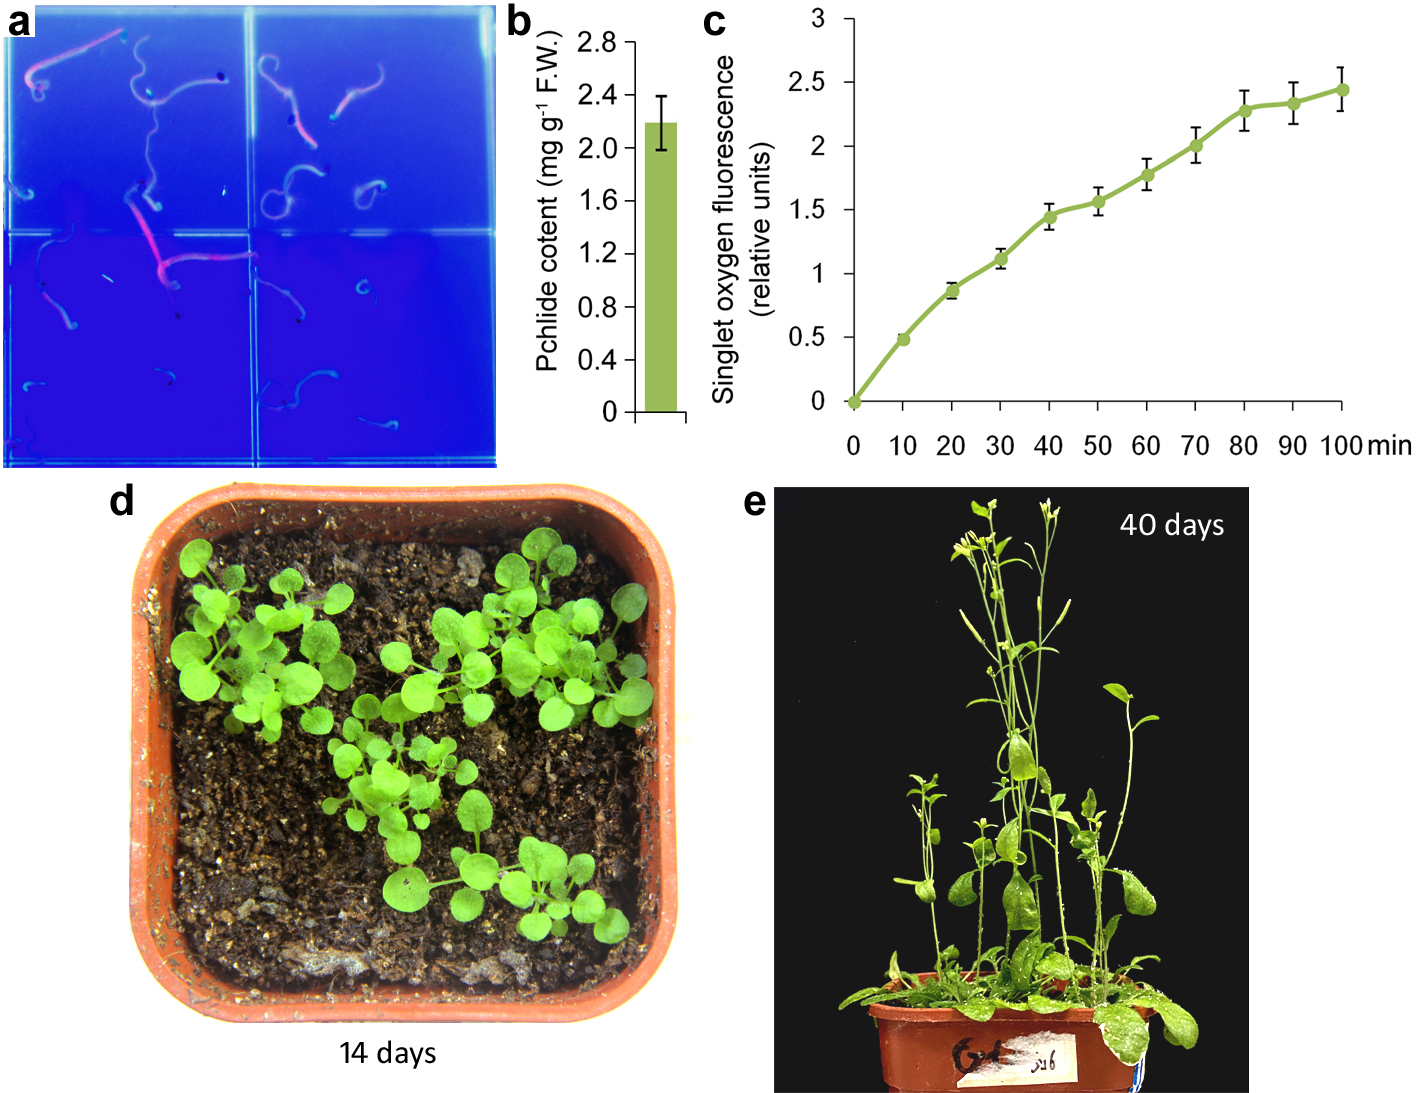 a
b
Pchlide cotent (mg g⁻¹ F.W.)
2.8
2.4
2.0
1.6
1.2
0.8
0.4
0
c
Singlet oxygen fluorescence
(relative units)
3
2.5
2
1.5
1
0.5
0
0 10 20 30 40 50 60 70 80 90 100 min
d
14 days
e
40 days